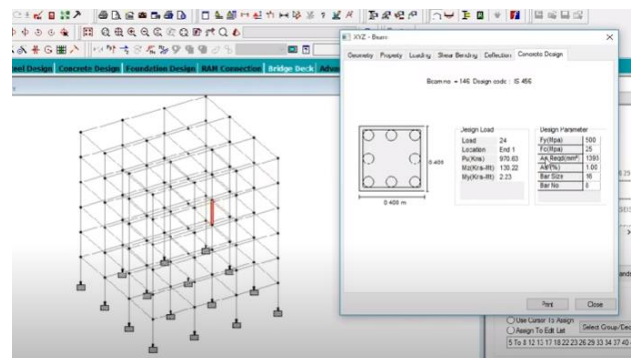 XYZ - Beam
Geometry Property Loading Shear Bending Deflection Concrete Design
Steel Design Concrete Design Foundation Design RAM Connection Bridge Deck
Beam no. = 146 Design code : IS-456
0.400
0.400 m
Design Load
Load 24
Location End 1
Pu(Kns) 970.63
Mz(Kns-Mt) 130.22
My(Kns-Mt) 2.23
Design Parameter
Fy(Mpa) 500
Fc(Mpa) 25
As Reqd(mm²) 1393
As(%) 1.00
Bar Size 16
Bar No 8
Print Close
Use Cursor To Assign
Assign To Edit List
5 To 8 12 13 17 18 22 23 26 29 33 34 37 40